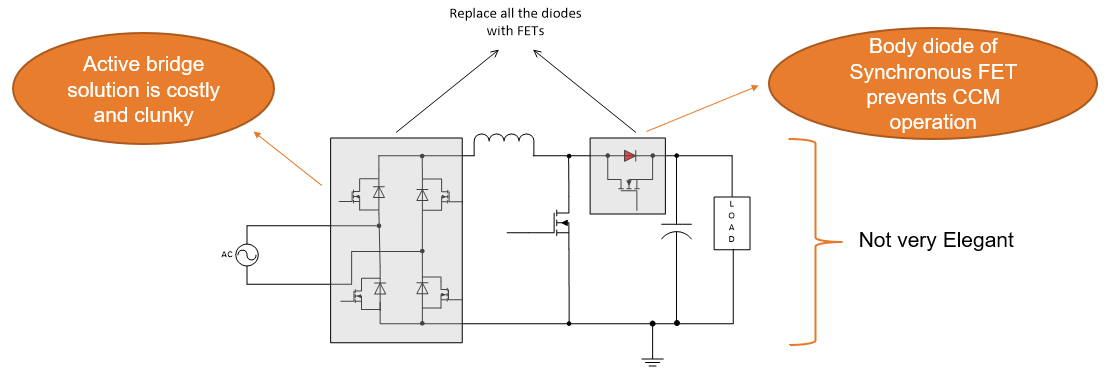 Replace all the diodes
with FETs
Active bridge
solution is costly
and clunky
Body diode of
Synchronous FET
prevents CCM
operation
AC
L
O
A
D
Not very Elegant